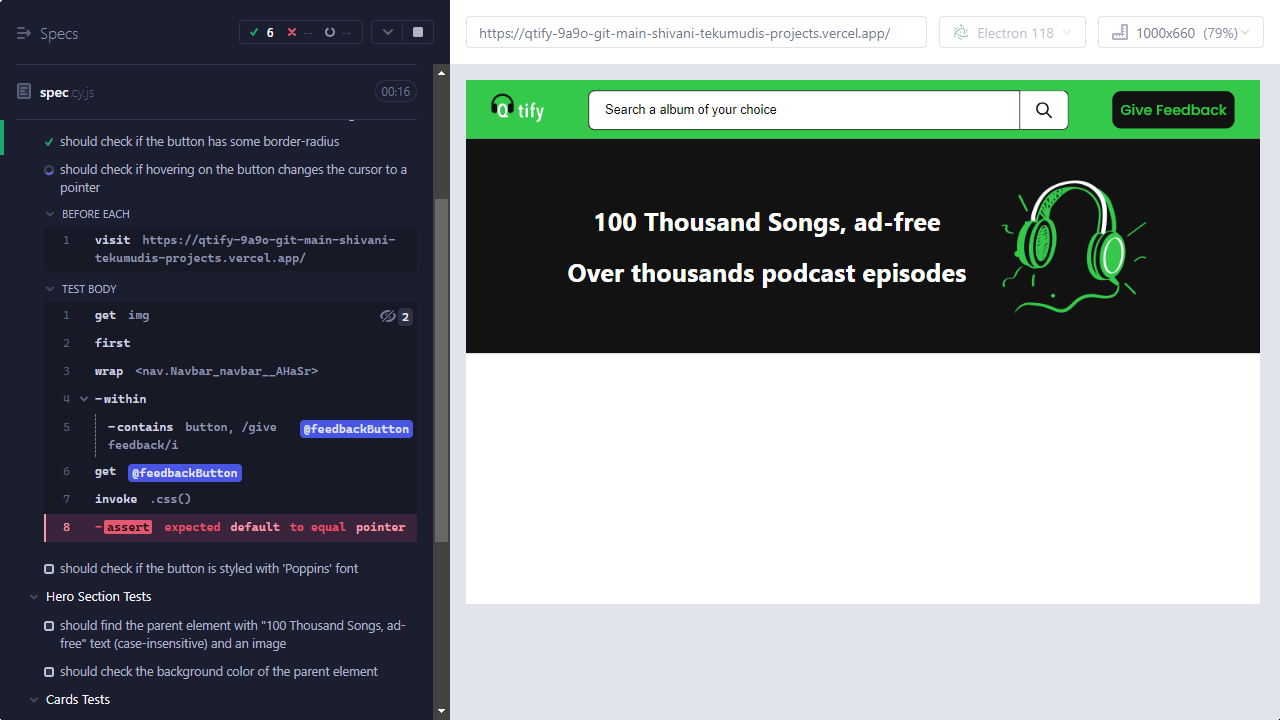 Specs
6
--
--
spec.cy.js
00:16
should check if the button has some border-radius
should check if hovering on the button changes the cursor to a
pointer
BEFORE EACH
1 visit https://qtify-9a9o-git-main-shivani-
tekumudis-projects.vercel.app/
TEST BODY
1 get img 2
2 first
3 wrap <nav.Navbar_navbar__AHaSr>
4 -within
5 -contains button, /give @feedbackButton
feedback/i
6 get @feedbackButton
7 invoke .css()
8 -assert expected default to equal pointer
should check if the button is styled with 'Poppins' font
Hero Section Tests
should find the parent element with "100 Thousand Songs, ad-
free" text (case-insensitive) and an image
should check the background color of the parent element
Cards Tests
https://qtify-9a9o-git-main-shivani-tekumudis-projects.vercel.app/
Electron 118
1000x660 (79%)
Qtify
Search a album of your choice
Give Feedback
100 Thousand Songs, ad-free
Over thousands podcast episodes